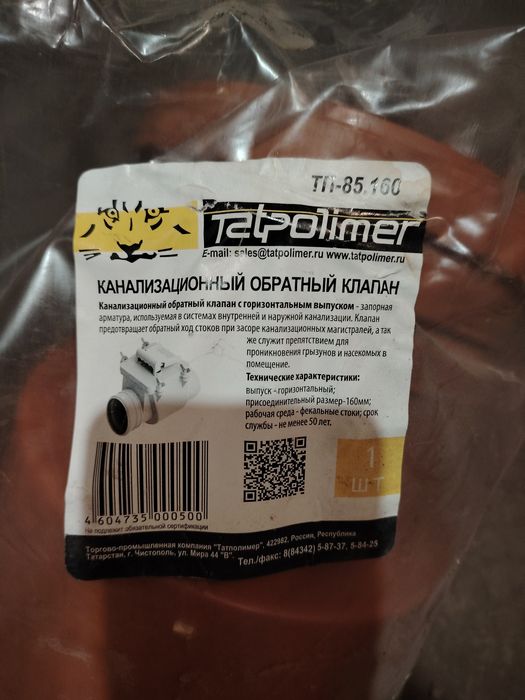 ТП-85.160
Tatpolimer
E-mail: sales@tatpolimer.ru www.tatpolimer.ru
КАНАЛИЗАЦИОННЫЙ ОБРАТНЫЙ КЛАПАН
Канализационный обратный клапан с горизонтальным выпуском - запорная
арматура, используемая в системах внутренней и наружной канализации. Клапан
предотвращает обратный ход стоков при засоре канализационных магистралей, а так
же служит препятствием для
проникновения грызунов и насекомых в
помещение.
Технические характеристики:
выпуск - горизонтальный;
присоединительный размер-160мм;
рабочая среда - фекальные стоки; срок
службы - не менее 50 лет.
1
ШТ
4 604735 000500
Не подлежит обязательной сертификации
Торгово-промышленная компания "Татполимер", 422982, Россия, Республика
Татарстан, г. Чистополь, ул. Мира 44 "В".
Тел./факс: 8(84342) 5-87-37, 5-84-25